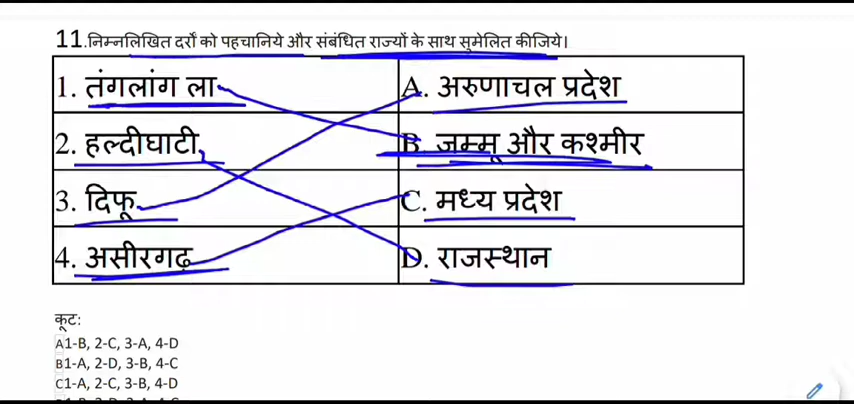 11.निम्नलिखित दर्रों को पहचानिये और संबंधित राज्यों के साथ सुमेलित कीजिये।
1. तंगलांग ला A. अरुणाचल प्रदेश
2. हल्दीघाटी B. जम्मू और कश्मीर
3. दिफू C. मध्य प्रदेश
4. असीरगढ़ D. राजस्थान
कूट:
A1-B, 2-C, 3-A, 4-D
B1-A, 2-D, 3-B, 4-C
C1-A, 2-C, 3-B, 4-D